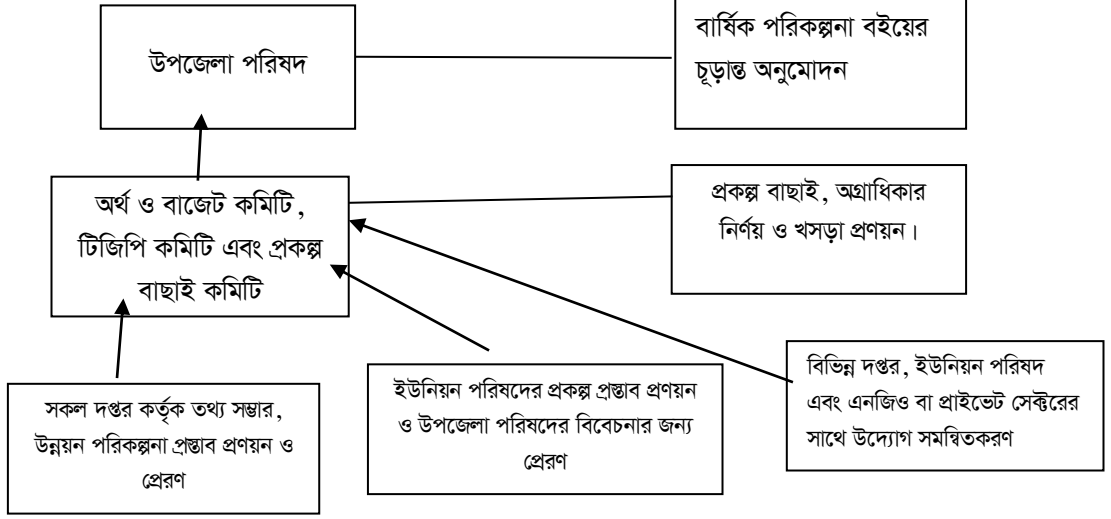 উপজেলা পরিষদ
বার্ষিক পরিকল্পনা বইয়ের
চূড়ান্ত অনুমোদন
অর্থ ও বাজেট কমিটি,
টিজিপি কমিটি এবং প্রকল্প
বাছাই কমিটি
প্রকল্প বাছাই, অগ্রাধিকার
নির্ণয় ও খসড়া প্রণয়ন।
সকল দপ্তর কর্তৃক তথ্য সম্ভার,
উন্নয়ন পরিকল্পনা প্রস্তাব প্রণয়ন ও
প্রেরণ
ইউনিয়ন পরিষদের প্রকল্প প্রস্তাব প্রণয়ন
ও উপজেলা পরিষদের বিবেচনার জন্য
প্রেরণ
বিভিন্ন দপ্তর, ইউনিয়ন পরিষদ
এবং এনজিও বা প্রাইভেট সেক্টরের
সাথে উদ্যোগ সমন্বিতকরণ